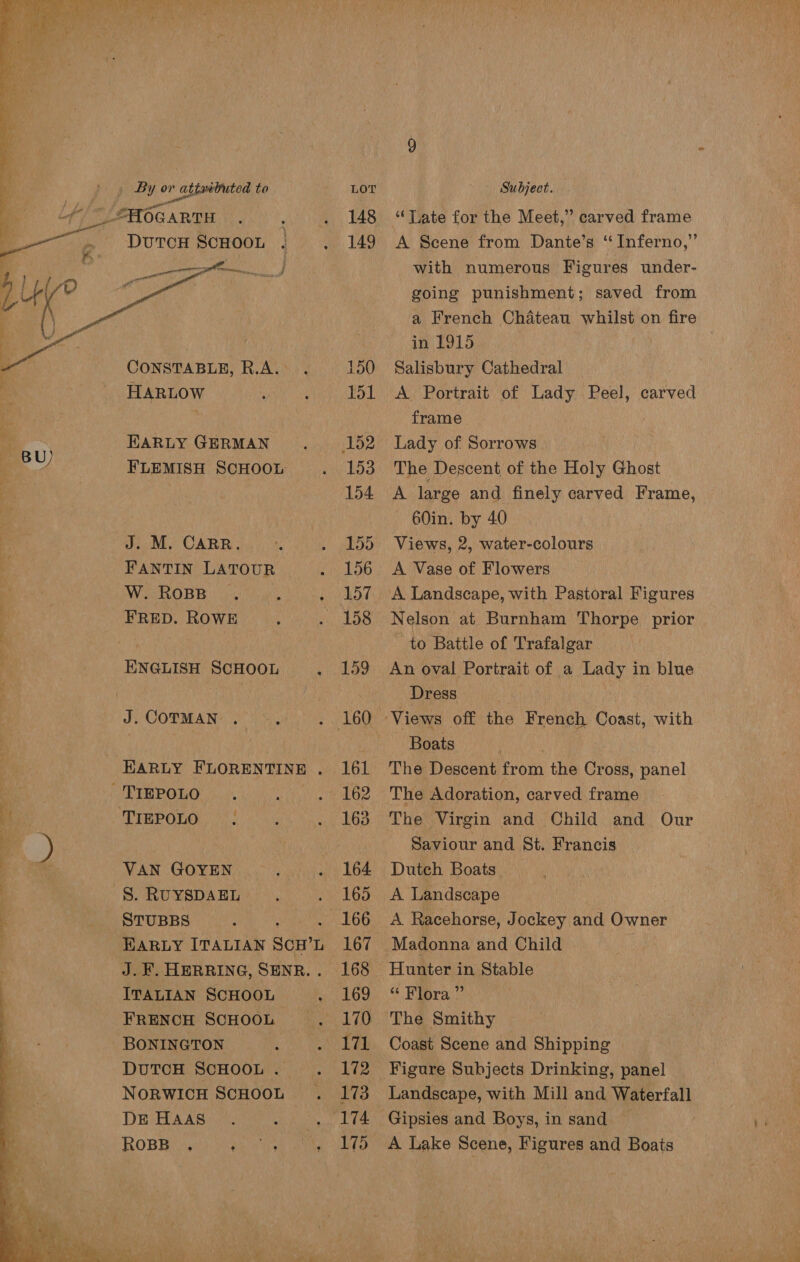 9
By or attributed to LOT Subject.
HOGARTH . . . 148 “Late for the Meet,” carved frame
DUTCH SCHOOL . . 149 A Scene from Dante’s “Inferno,”
with numerous Figures under-
going punishment; saved from
a French Château whilst on fire
in 1915
CONSTABLE, R.A. . 150 Salisbury Cathedral
HARLOW . . 151 A Portrait of Lady Peel, carved
frame
EARLY GERMAN . 152 Lady of Sorrows
BU)
FLEMISH SCHOOL . 153 The Descent of the Holy Ghost
154 A large and finely carved Frame,
60in. by 40
J. M. CARR. . . 155 Views, 2, water-colours
FANTIN LATOUR . 156 A Vase of Flowers
W. ROBB . . . 157 A Landscape, with Pastoral Figures
FRED. ROWE . . 158 Nelson at Burnham Thorpe prior
to Battle of Trafalgar
ENGLISH SCHOOL . 159 An oval Portrait of a Lady in blue
Dress
J. COTMAN . . . 160 Views off the French Coast, with
Boats
EARLY FLORENTINE . 161 The Descent from the Cross, panel
TIEPOLO . . . 162 The Adoration, carved frame
TIEPOLO . . . 163 The Virgin and Child and Our
Saviour and St. Francis
VAN GOYEN . . 164 Dutch Boats
S. RUYSDAEL . . 165 A Landscape
STUBBS . . . 166 A Racehorse, Jockey and Owner
EARLY ITALIAN SCH’L 167 Madonna and Child
J. F. HERRING, SENR. . 168 Hunter in Stable
ITALIAN SCHOOL . 169 “Flora”
FRENCH SCHOOL . 170 The Smithy
BONINGTON . . 171 Coast Scene and Shipping
DUTCH SCHOOL . . 172 Figure Subjects Drinking, panel
NORWICH SCHOOL . 173 Landscape, with Mill and Waterfall
DE HAAS . . . 174 Gipsies and Boys, in sand
ROBB . . . . 175 A Lake Scene, Figures and Boats